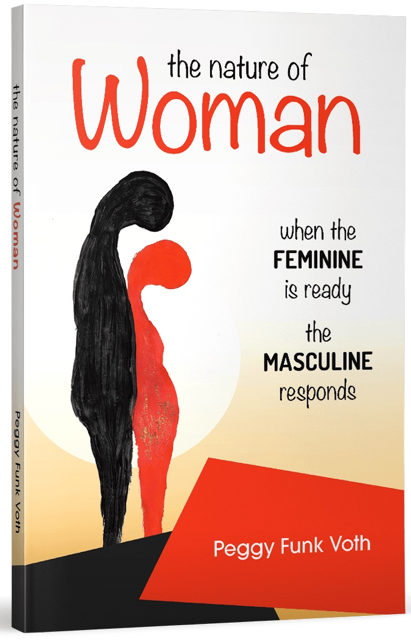 the nature of
Woman
when the
FEMININE
is ready
the
MASCULINE
responds
Peggy Funk Voth
the nature of Woman
Peggy Funk Voth